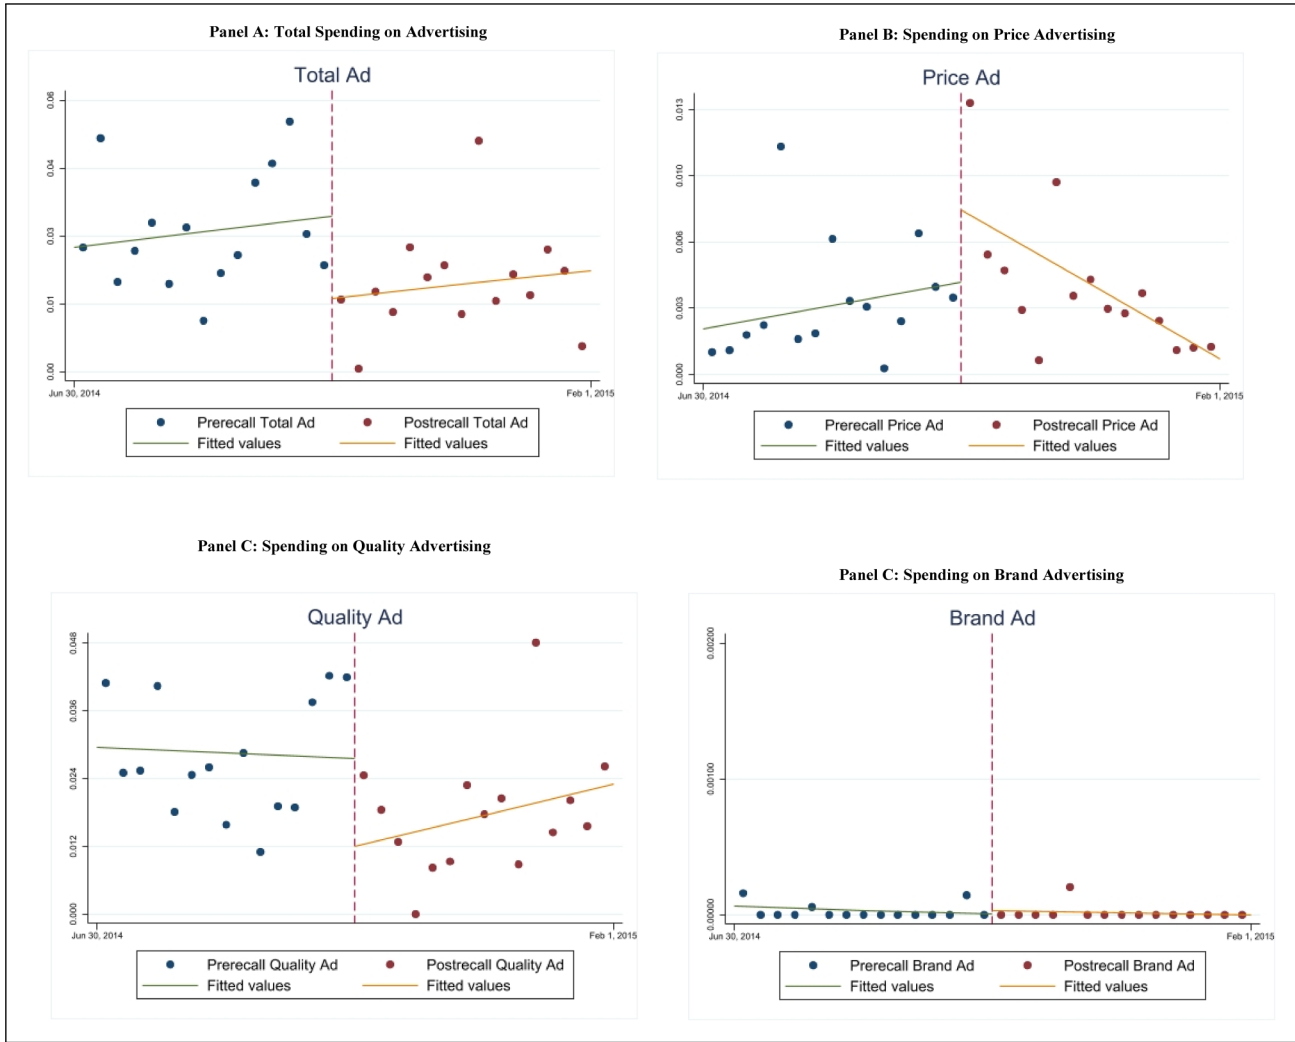 Panel A: Total Spending on Advertising
Total Ad
0.06
0.04
0.03
0.01
0.00
Jun 30, 2014
Feb 1, 2015
Prerecall Total Ad
Postrecall Total Ad
Fitted values
Fitted values
Panel B: Spending on Price Advertising
Price Ad
0.013
0.010
0.006
0.003
0.000
Jun 30, 2014
Feb 1, 2015
Prerecall Price Ad
Postrecall Price Ad
Fitted values
Fitted values
Panel C: Spending on Quality Advertising
Quality Ad
0.048
0.036
0.024
0.012
0.000
Jun 30, 2014
Feb 1, 2015
Prerecall Quality Ad
Postrecall Quality Ad
Fitted values
Fitted values
Panel C: Spending on Brand Advertising
Brand Ad
0.00200
0.00100
0.00000
Jun 30, 2014
Feb 1, 2015
Prerecall Brand Ad
Postrecall Brand Ad
Fitted values
Fitted values